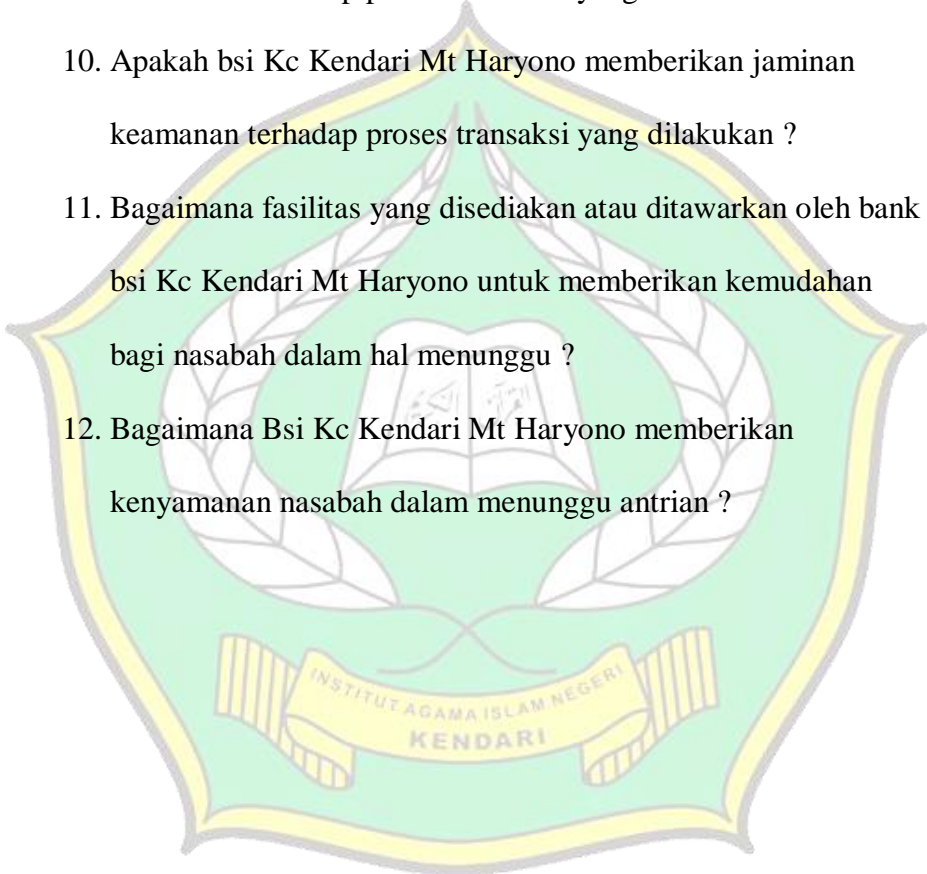 10. Apakah bsi Kc Kendari Mt Haryono memberikan jaminan
keamanan terhadap proses transaksi yang dilakukan ?
11. Bagaimana fasilitas yang disediakan atau ditawarkan oleh bank
bsi Kc Kendari Mt Haryono untuk memberikan kemudahan
bagi nasabah dalam hal menunggu ?
12. Bagaimana Bsi Kc Kendari Mt Haryono memberikan
kenyamanan nasabah dalam menunggu antrian ?
INSTITUT AGAMA ISLAM NEGERI
KENDARI